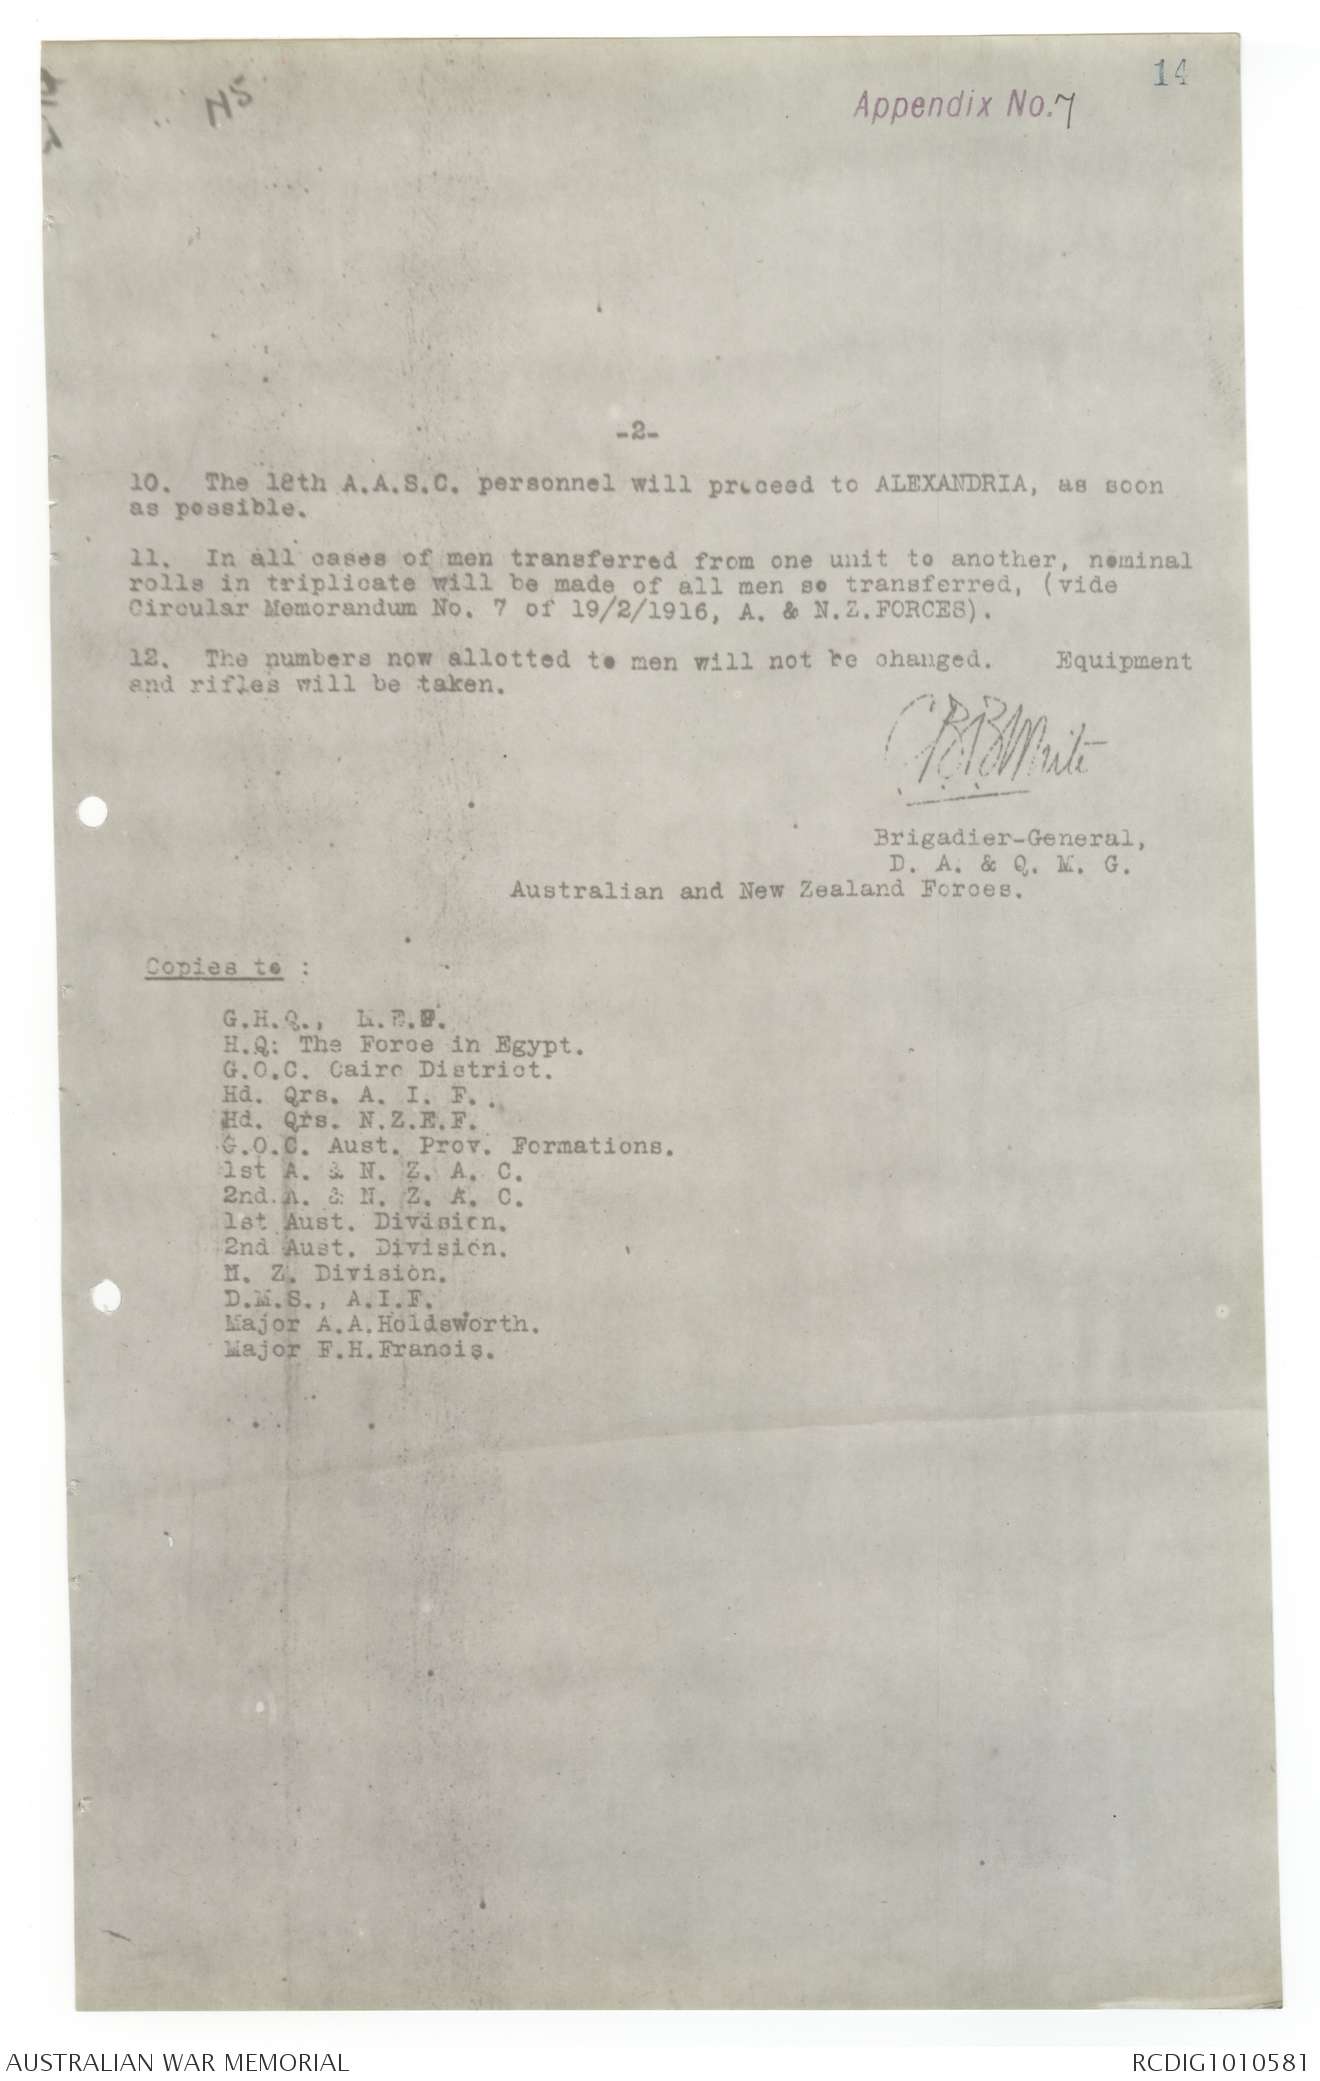 14
Appendix No. 7
-2-
10. The 18th A.A.S.C. personnel will proceed to ALEXANDRIA, as soon
as possible.
11. In all cases of men transferred from one unit to another, nominal
rolls in triplicate will be made of all men so transferred, (vide
Circular Memorandum No. 7 of 19/2/1916, A. & N.Z.FORCES).
12. The numbers now allotted to men will not be changed. Equipment
and rifles will be taken.
CBBWhite
Brigadier-General,
D. A. & Q. M. G.
Australian and New Zealand Forces.
Copies to :
G.H.Q., M.E.F.
H.Q: The Force in Egypt.
G.O.C. Cairo District.
Hd. Qrs. A. I. F.
Hd. Qrs. N.Z.E.F.
G.O.C. Aust. Prov. Formations.
1st A. & N. Z. A. C.
2nd A. & N. Z. A. C.
1st Aust. Division.
2nd Aust. Division.
N. Z. Division.
D.M.S., A.I.F.
Major A.A.Holdsworth.
Major F.H.Francis.
AUSTRALIAN WAR MEMORIAL
RCDIG1010581